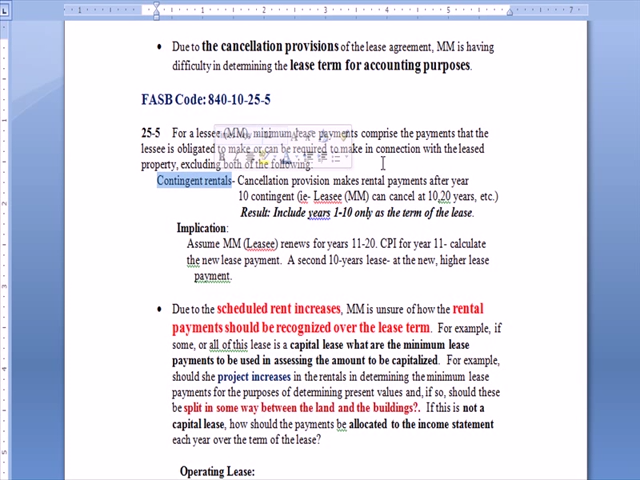 • Due to the cancellation provisions of the lease agreement, MM is having
difficulty in determining the lease term for accounting purposes.
FASB Code: 840-10-25-5
25-5 For a lessee (MM), minimum lease payments comprise the payments that the
lessee is obligated to make or can be required to make in connection with the leased
property, excluding both of the following:
Contingent rentals- Cancellation provision makes rental payments after year
10 contingent (ie- Leasee (MM) can cancel at 10,20 years, etc.)
Result: Include years 1-10 only as the term of the lease.
Implication:
Assume MM (Leasee) renews for years 11-20. CPI for year 11- calculate
the new lease payment. A second 10-years lease- at the new, higher lease
payment.
• Due to the scheduled rent increases, MM is unsure of how the rental
payments should be recognized over the lease term. For example, if
some, or all of this lease is a capital lease what are the minimum lease
payments to be used in assessing the amount to be capitalized. For example,
should she project increases in the rentals in determining the minimum lease
payments for the purposes of determining present values and, if so, should these
be split in some way between the land and the buildings?. If this is not a
capital lease, how should the payments be allocated to the income statement
each year over the term of the lease?
Operating Lease: